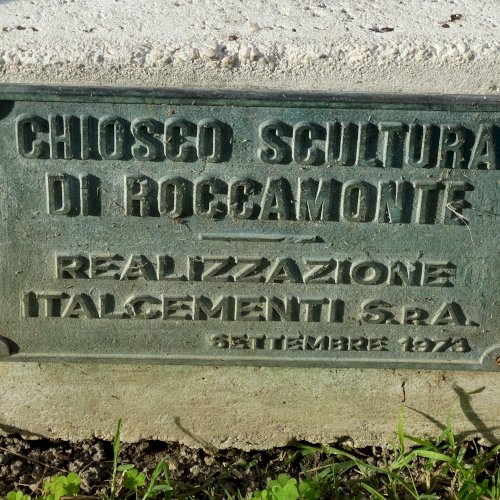 CHIOSCO SCULTURA
DI ROCCAMONTE
REALIZZAZIONE
ITALCEMENTI S.P.A.
SETTEMBRE 1973